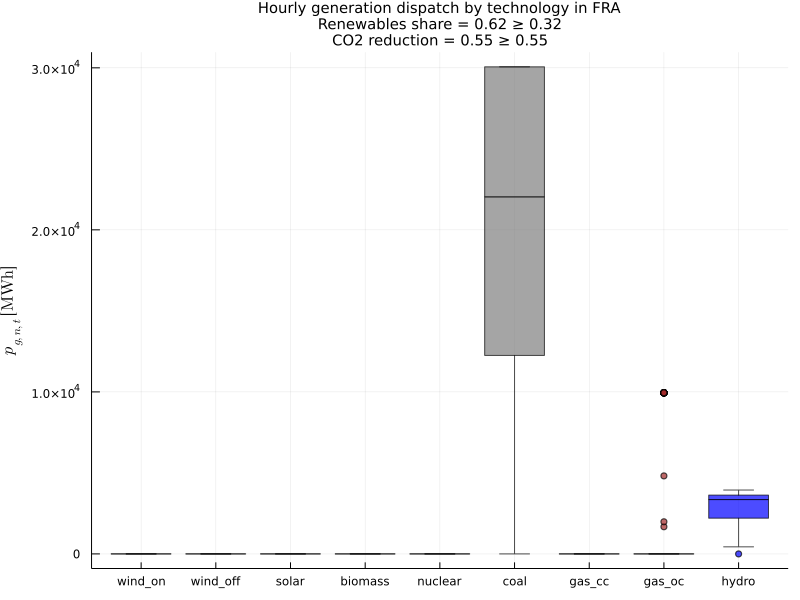 Hourly generation dispatch by technology in FRA
Renewables share = 0.62 ≥ 0.32
CO2 reduction = 0.55 ≥ 0.55
3.0×10⁴
2.0×10⁴
1.0×10⁴
0
p_{g,n,t} [MWh]
wind_on wind_off solar biomass nuclear coal gas_cc gas_oc hydro